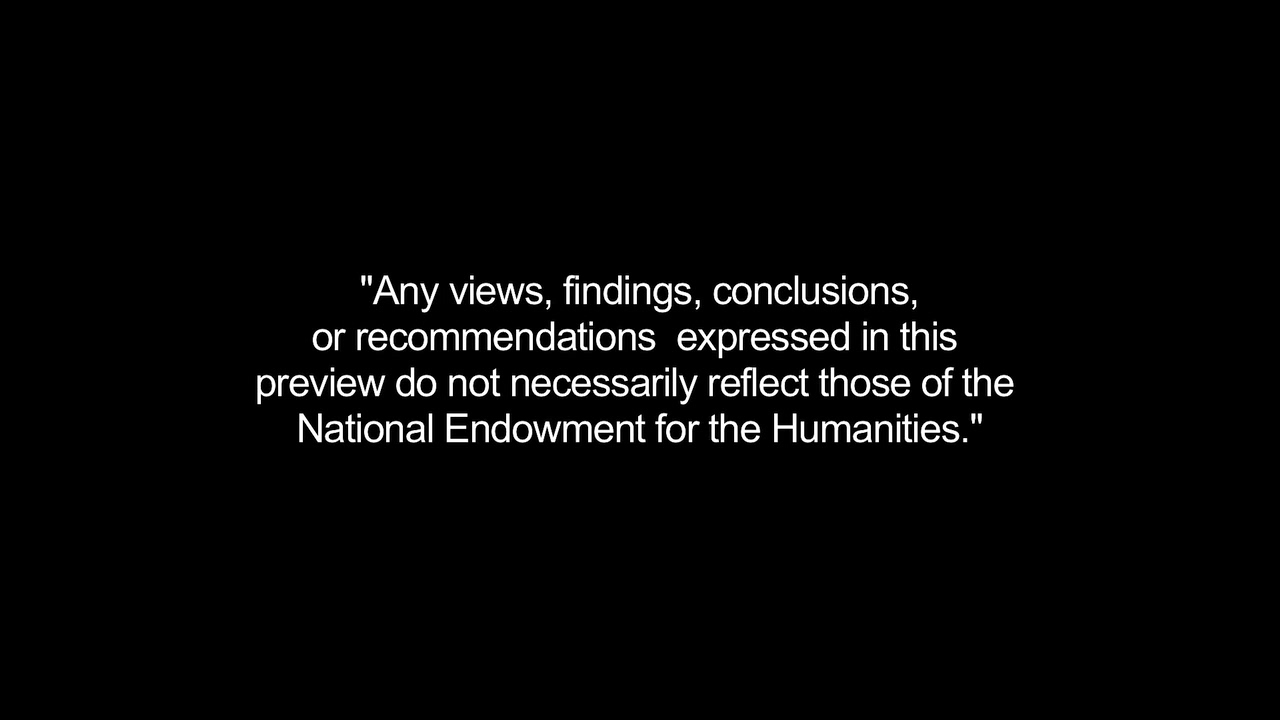 "Any views, findings, conclusions,
or recommendations  expressed in this
preview do not necessarily reflect those of the
National Endowment for the Humanities."